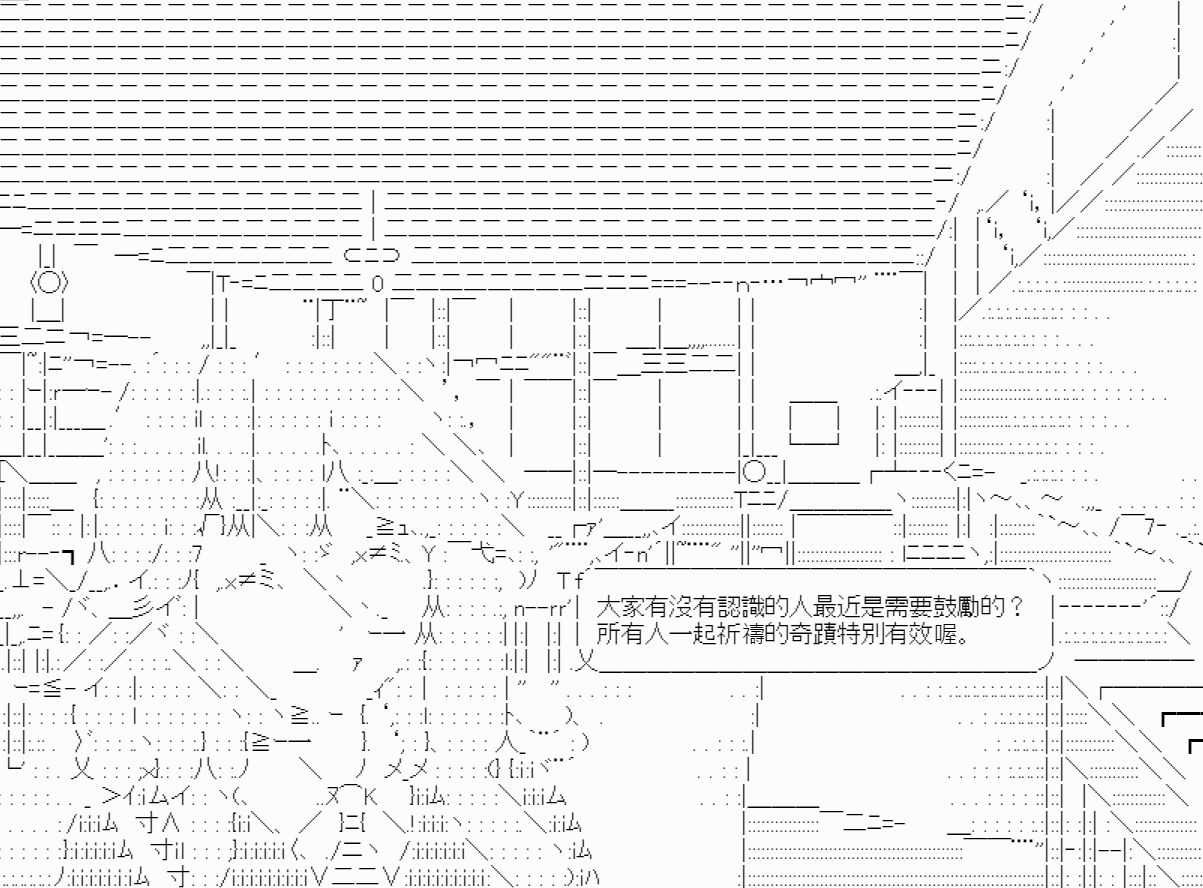 大家有沒有認識的人最近是需要鼓勵的？
所有人一起祈禱的奇蹟特別有效喔。